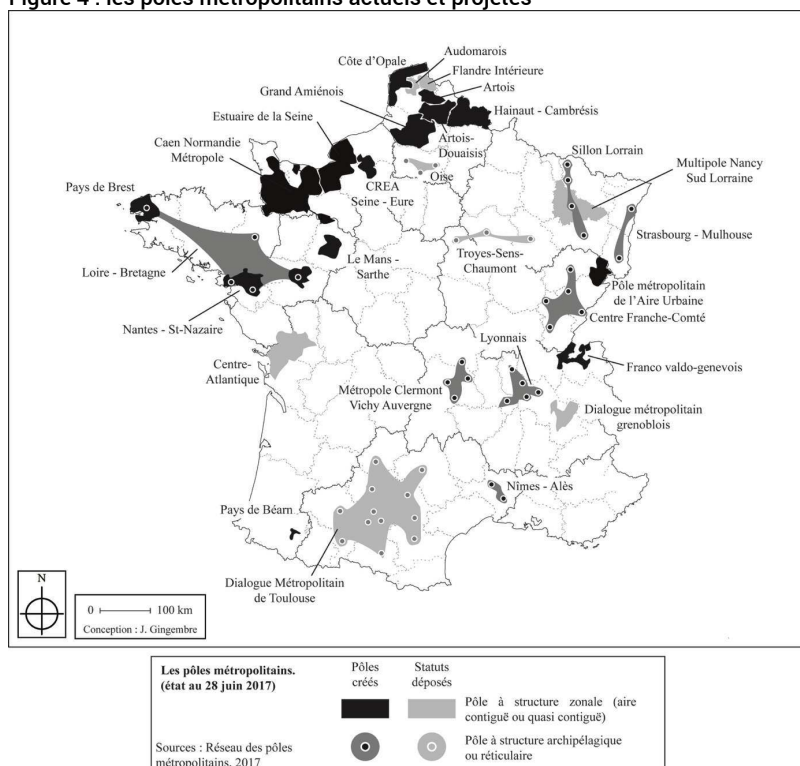 Figure 4 : les pôles métropolitains actuels et projetés
Audomarois
Côte d'Opale
Flandre Intérieure
Artois
Grand Amiénois
Hainaut - Cambrésis
Estuaire de la Seine
Artois-
Douaisis
Caen Normandie
Métropole
Sillon Lorrain
Oise
Multipole Nancy
Sud Lorraine
Pays de Brest
CREA
Seine - Eure
Strasbourg - Mulhouse
Le Mans -
Sarthe
Troyes-Sens-
Chaumont
Loire - Bretagne
Pôle métropolitain
de l'Aire Urbaine
Nantes - St-Nazaire
Centre Franche-Comté
Lyonnais
Centre-
Atlantique
Franco valdo-genevois
Métropole Clermont
Vichy Auvergne
Dialogue métropolitain
grenoblois
Nîmes - Alès
Pays de Béarn
Dialogue Métropolitain
de Toulouse
N
0 100 km
Conception : J. Gingembre
Les pôles métropolitains.
(état au 28 juin 2017)
Pôles
créés
Statuts
déposés
Pôle à structure zonale (aire
contiguë ou quasi contiguë)
Sources : Réseau des pôles
métropolitains, 2017
Pôle à structure archipélagique
ou réticulaire